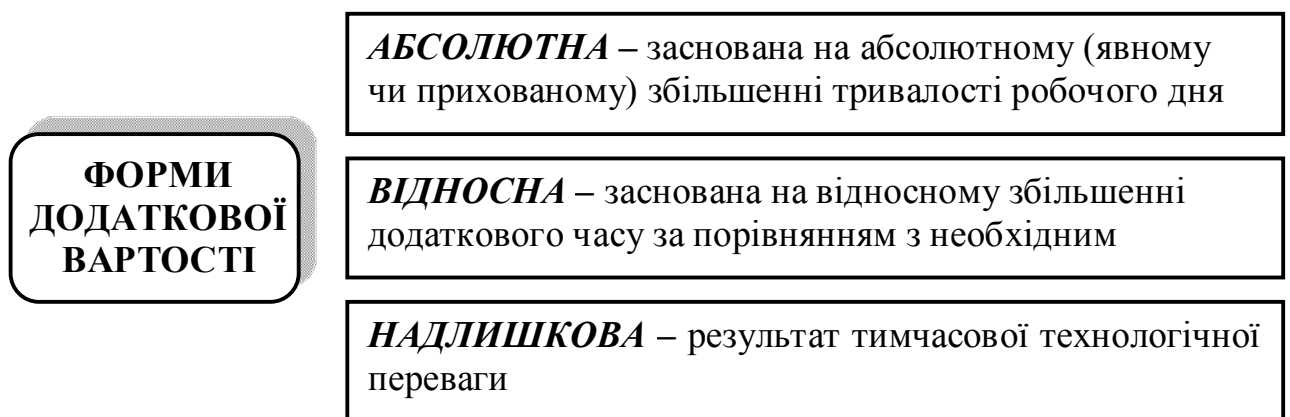 ФОРМИ
ДОДАТКОВОЇ
ВАРТОСТІ
АБСОЛЮТНА – заснована на абсолютному (явному
чи прихованому) збільшенні тривалості робочого дня
ВІДНОСНА – заснована на відносному збільшенні
додаткового часу за порівнянням з необхідним
НАДЛИШКОВА – результат тимчасової технологічної
переваги